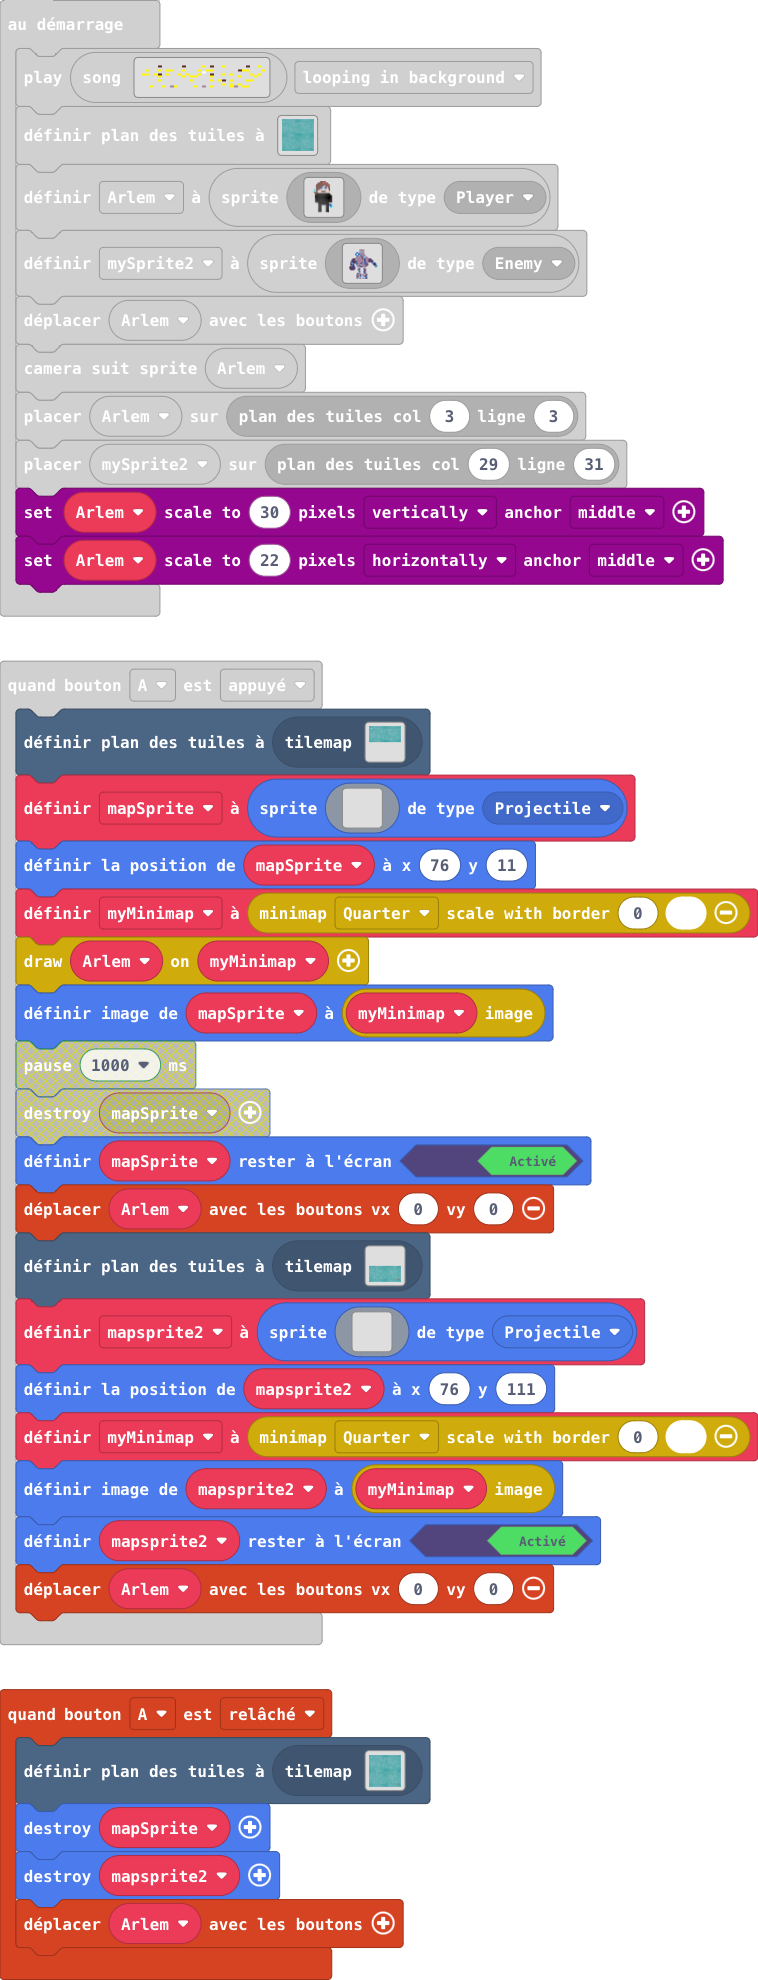 au démarrage
play song looping in background
définir plan des tuiles à
définir Arlem à sprite de type Player
définir mySprite2 à sprite de type Enemy
déplacer Arlem avec les boutons
camera suit sprite Arlem
placer Arlem sur plan des tuiles col 3 ligne 3
placer mySprite2 sur plan des tuiles col 29 ligne 31
set Arlem scale to 30 pixels vertically anchor middle
set Arlem scale to 22 pixels horizontally anchor middle
quand bouton A est appuyé
définir plan des tuiles à tilemap
définir mapSprite à sprite de type Projectile
définir la position de mapSprite à x 76 y 11
définir myMinimap à minimap Quarter scale with border 0
draw Arlem on myMinimap
définir image de mapSprite à myMinimap image
pause 1000 ms
destroy mapSprite
définir mapSprite rester à l'écran Activé
déplacer Arlem avec les boutons vx 0 vy 0
définir plan des tuiles à tilemap
définir mapsprite2 à sprite de type Projectile
définir la position de mapsprite2 à x 76 y 111
définir myMinimap à minimap Quarter scale with border 0
définir image de mapsprite2 à myMinimap image
définir mapsprite2 rester à l'écran Activé
déplacer Arlem avec les boutons vx 0 vy 0
quand bouton A est relâché
définir plan des tuiles à tilemap
destroy mapSprite
destroy mapsprite2
déplacer Arlem avec les boutons